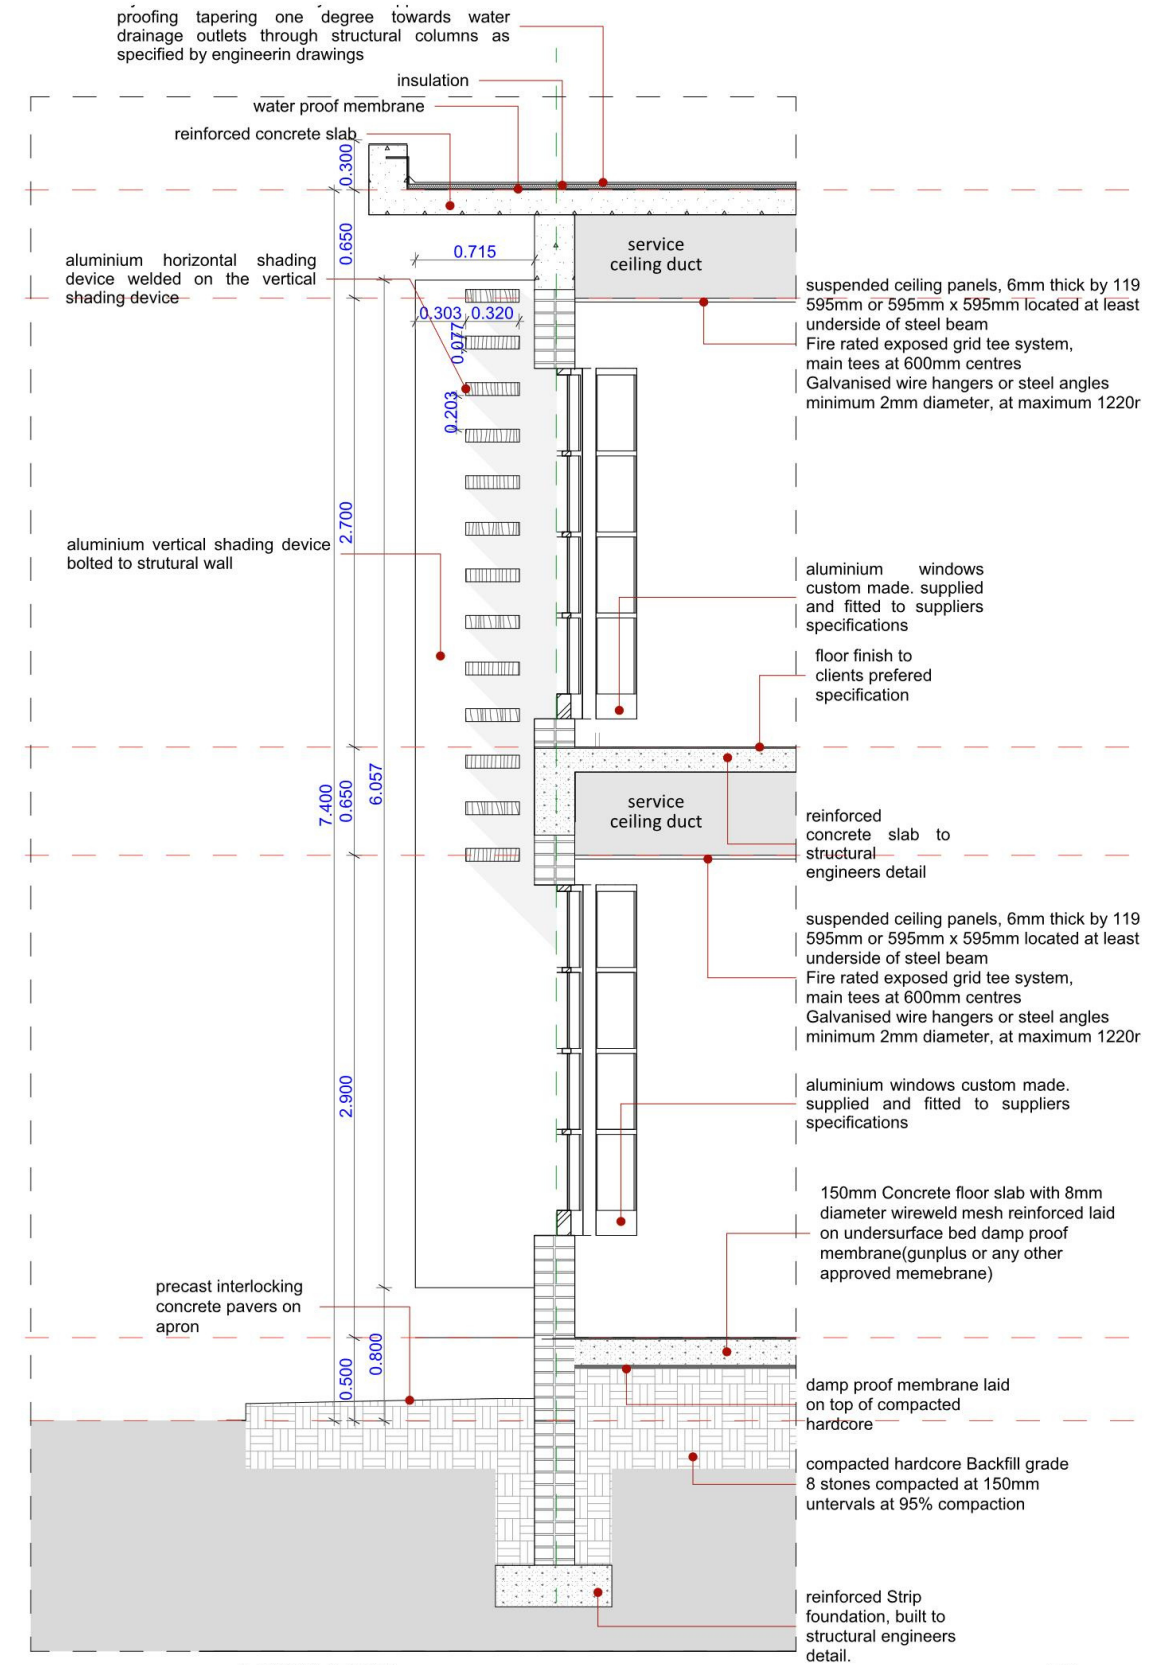 proofing tapering one degree towards water
drainage outlets through structural columns as
specified by engineerin drawings
insulation
water proof membrane
reinforced concrete slab
0.300
0.650
0.715
service
ceiling duct
aluminium horizontal shading
device welded on the vertical
shading device
0.303 0.320
0.077
0.203
suspended ceiling panels, 6mm thick by 119
595mm or 595mm x 595mm located at least
underside of steel beam
Fire rated exposed grid tee system,
main tees at 600mm centres
Galvanised wire hangers or steel angles
minimum 2mm diameter, at maximum 1220r
2.700
aluminium vertical shading device
bolted to strutural wall
aluminium windows
custom made. supplied
and fitted to suppliers
specifications
floor finish to
clients prefered
specification
7.400
0.650
6.057
service
ceiling duct
reinforced
concrete slab to
structural
engineers detail
suspended ceiling panels, 6mm thick by 119
595mm or 595mm x 595mm located at least
underside of steel beam
Fire rated exposed grid tee system,
main tees at 600mm centres
Galvanised wire hangers or steel angles
minimum 2mm diameter, at maximum 1220r
2.900
aluminium windows custom made.
supplied and fitted to suppliers
specifications
150mm Concrete floor slab with 8mm
diameter wireweld mesh reinforced laid
on undersurface bed damp proof
membrane(gunplus or any other
approved memebrane)
precast interlocking
concrete pavers on
apron
0.500
0.800
damp proof membrane laid
on top of compacted
hardcore
compacted hardcore Backfill grade
8 stones compacted at 150mm
untervals at 95% compaction
reinforced Strip
foundation, built to
structural engineers
detail.